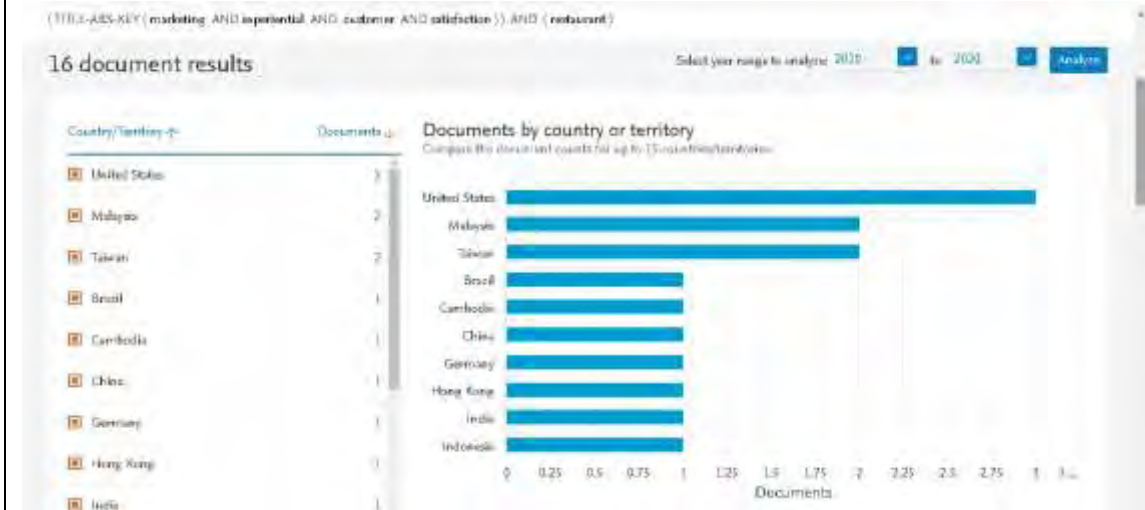 ( TITLE-ABS-KEY ( marketing AND experiential AND customer AND satisfaction ) ) AND ( restaurant )
16 document results
Select year range to analyze: to 2020 Analyze
Country/Territory Documents
United States 3
Malaysia 2
Taiwan 2
Brazil 1
Cambodia 1
China 1
Germany 1
Hong Kong 1
India 1
Documents by country or territory
Compare the document counts for up to 15 countries/territories.
United States
Malaysia
Taiwan
Brazil
Cambodia
China
Germany
Hong Kong
India
Indonesia
0 0.25 0.5 0.75 1 1.25 1.5 1.75 2 2.25 2.5 2.75 3 3...
Documents